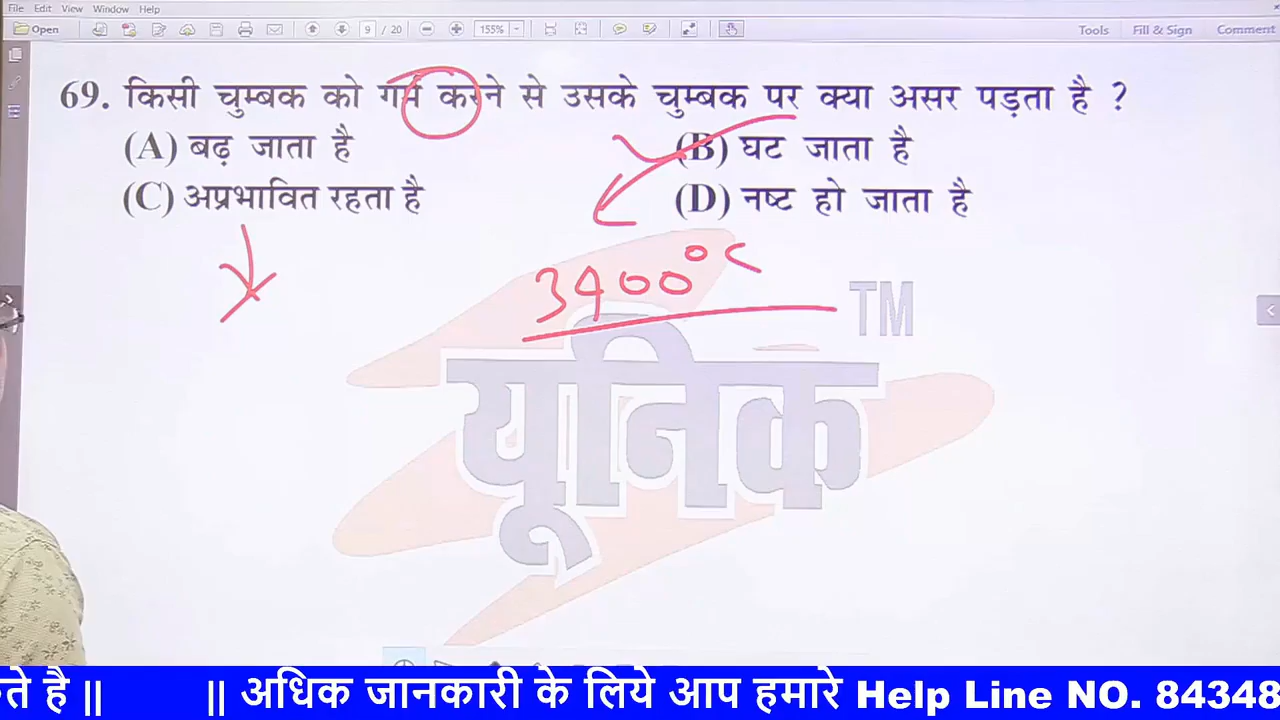 File Edit View Window Help
Open 9 / 20 155% Tools Fill & Sign Comment
69. किसी चुम्बक को गर्म करने से उसके चुम्बक पर क्या असर पड़ता है ?
(A) बढ़ जाता है (B) घट जाता है
(C) अप्रभावित रहता है (D) नष्ट हो जाता है
3400°C
TM
यूनिक
ते है || || अधिक जानकारी के लिये आप हमारे Help Line NO. 84348